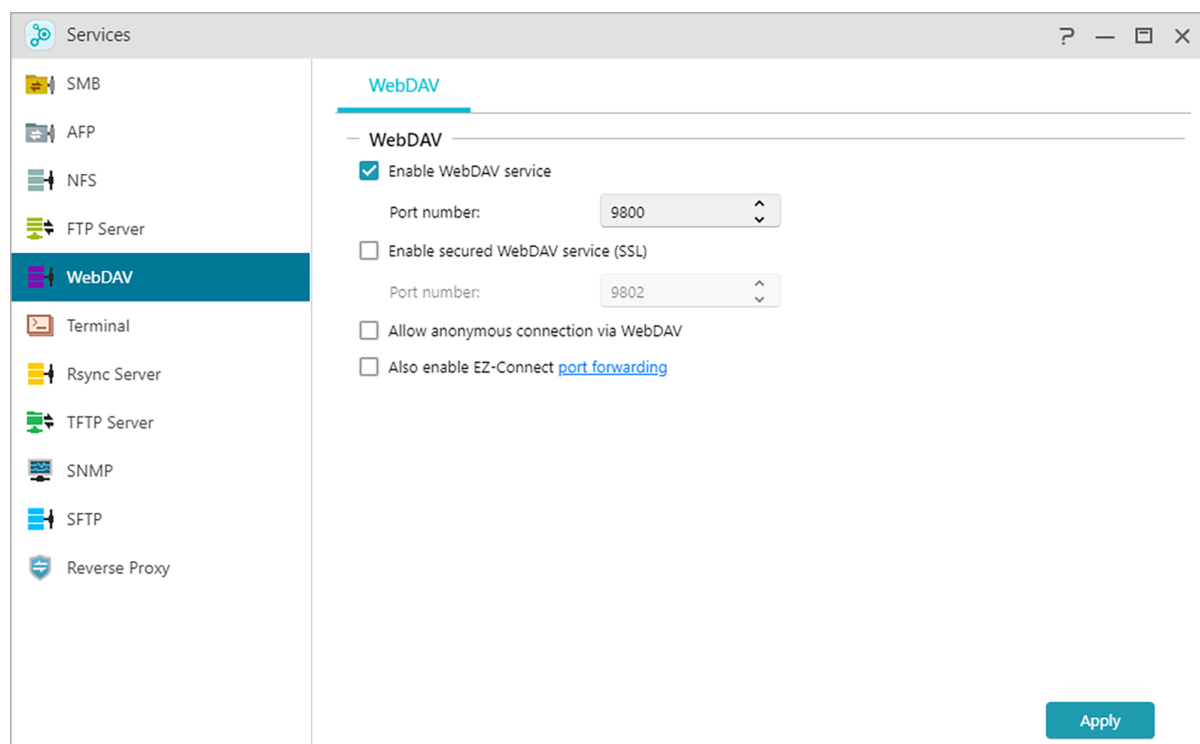 Services
SMB
AFP
NFS
FTP Server
WebDAV
Terminal
Rsync Server
TFTP Server
SNMP
SFTP
Reverse Proxy
WebDAV
WebDAV
Enable WebDAV service
Port number: 9800
Enable secured WebDAV service (SSL)
Port number: 9802
Allow anonymous connection via WebDAV
Also enable EZ-Connect port forwarding
Apply